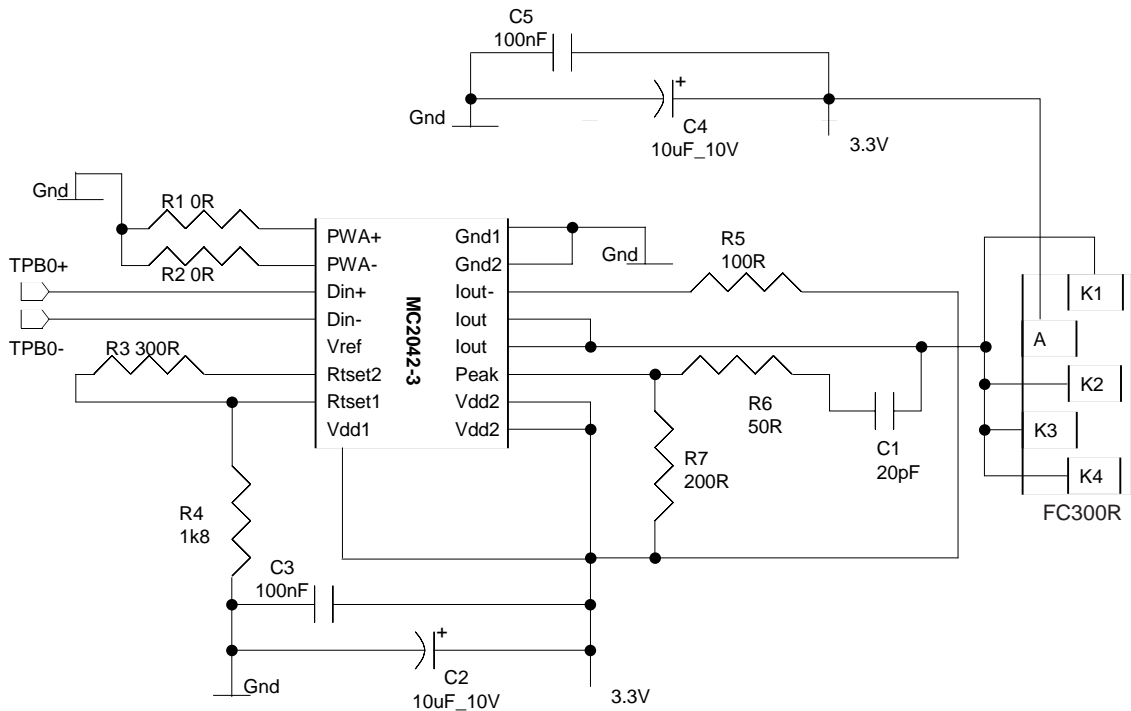 C5
100nF
Gnd
C4
10uF_10V
3.3V
Gnd
R1 0R
R2 0R
TPB0+
TPB0-
R3 300R
PWA+
PWA-
Din+
Din-
Vref
Rtset2
Rtset1
Vdd1
MC2042-3
Gnd1
Gnd2
Iout-
Iout
Iout
Peak
Vdd2
Vdd2
Gnd
R5
100R
R6
50R
C1
20pF
R7
200R
K1
A
K2
K3
K4
FC300R
R4
1k8
C3
100nF
C2
10uF_10V
Gnd
3.3V